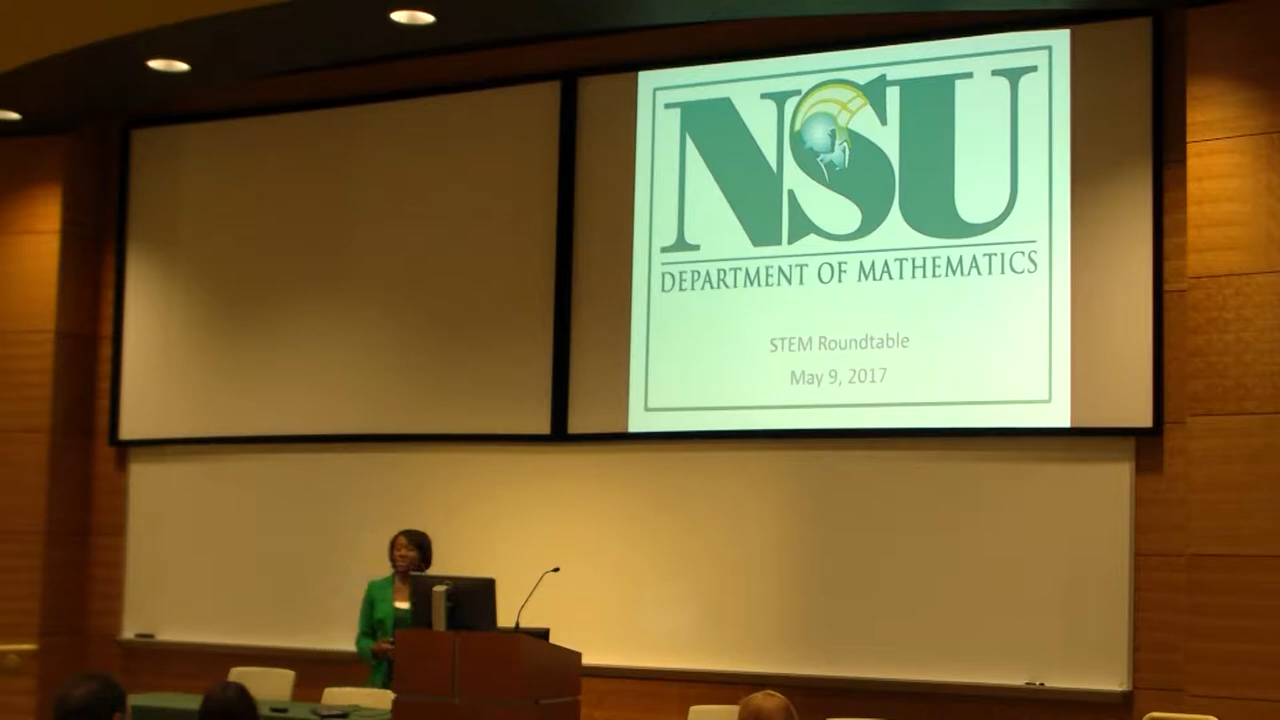 NSU
DEPARTMENT OF MATHEMATICS
STEM Roundtable
May 9, 2017